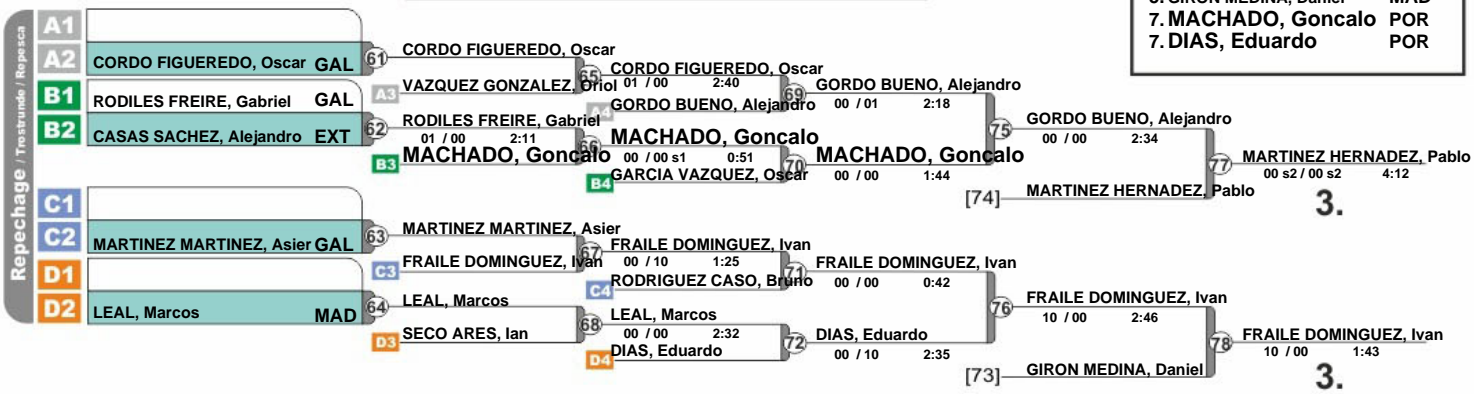 3. GIRON MEDINA, Daniel MAD
7. MACHADO, Goncalo POR
7. DIAS, Eduardo POR
Repechage / Trostrunde / Repesca
A1
A2 CORDO FIGUEREDO, Oscar GAL 61 CORDO FIGUEREDO, Oscar
A3 VAZQUEZ GONZALEZ, Oriol 65 CORDO FIGUEREDO, Oscar
01 / 00 2:40
A4 GORDO BUENO, Alejandro 69 GORDO BUENO, Alejandro
00 / 01 2:18
B1 RODILES FREIRE, Gabriel GAL
B2 CASAS SACHEZ, Alejandro EXT 62 RODILES FREIRE, Gabriel
01 / 00 2:11
B3 MACHADO, Goncalo 66 MACHADO, Goncalo
00 / 00 s1 0:51
B4 GARCIA VAZQUEZ, Oscar 70 MACHADO, Goncalo
00 / 00 1:44
75 GORDO BUENO, Alejandro
00 / 00 2:34
[74] MARTINEZ HERNADEZ, Pablo 77 MARTINEZ HERNADEZ, Pablo
00 s2 / 00 s2 4:12
3.
C1
C2 MARTINEZ MARTINEZ, Asier GAL 63 MARTINEZ MARTINEZ, Asier
C3 FRAILE DOMINGUEZ, Ivan 67 FRAILE DOMINGUEZ, Ivan
00 / 10 1:25
C4 RODRIGUEZ CASO, Bruno 71 FRAILE DOMINGUEZ, Ivan
00 / 00 0:42
D1
D2 LEAL, Marcos MAD 64 LEAL, Marcos
D3 SECO ARES, Ian 68 LEAL, Marcos
00 / 00 2:32
D4 DIAS, Eduardo 72 DIAS, Eduardo
00 / 10 2:35
76 FRAILE DOMINGUEZ, Ivan
10 / 00 2:46
[73] GIRON MEDINA, Daniel 78 FRAILE DOMINGUEZ, Ivan
10 / 00 1:43
3.